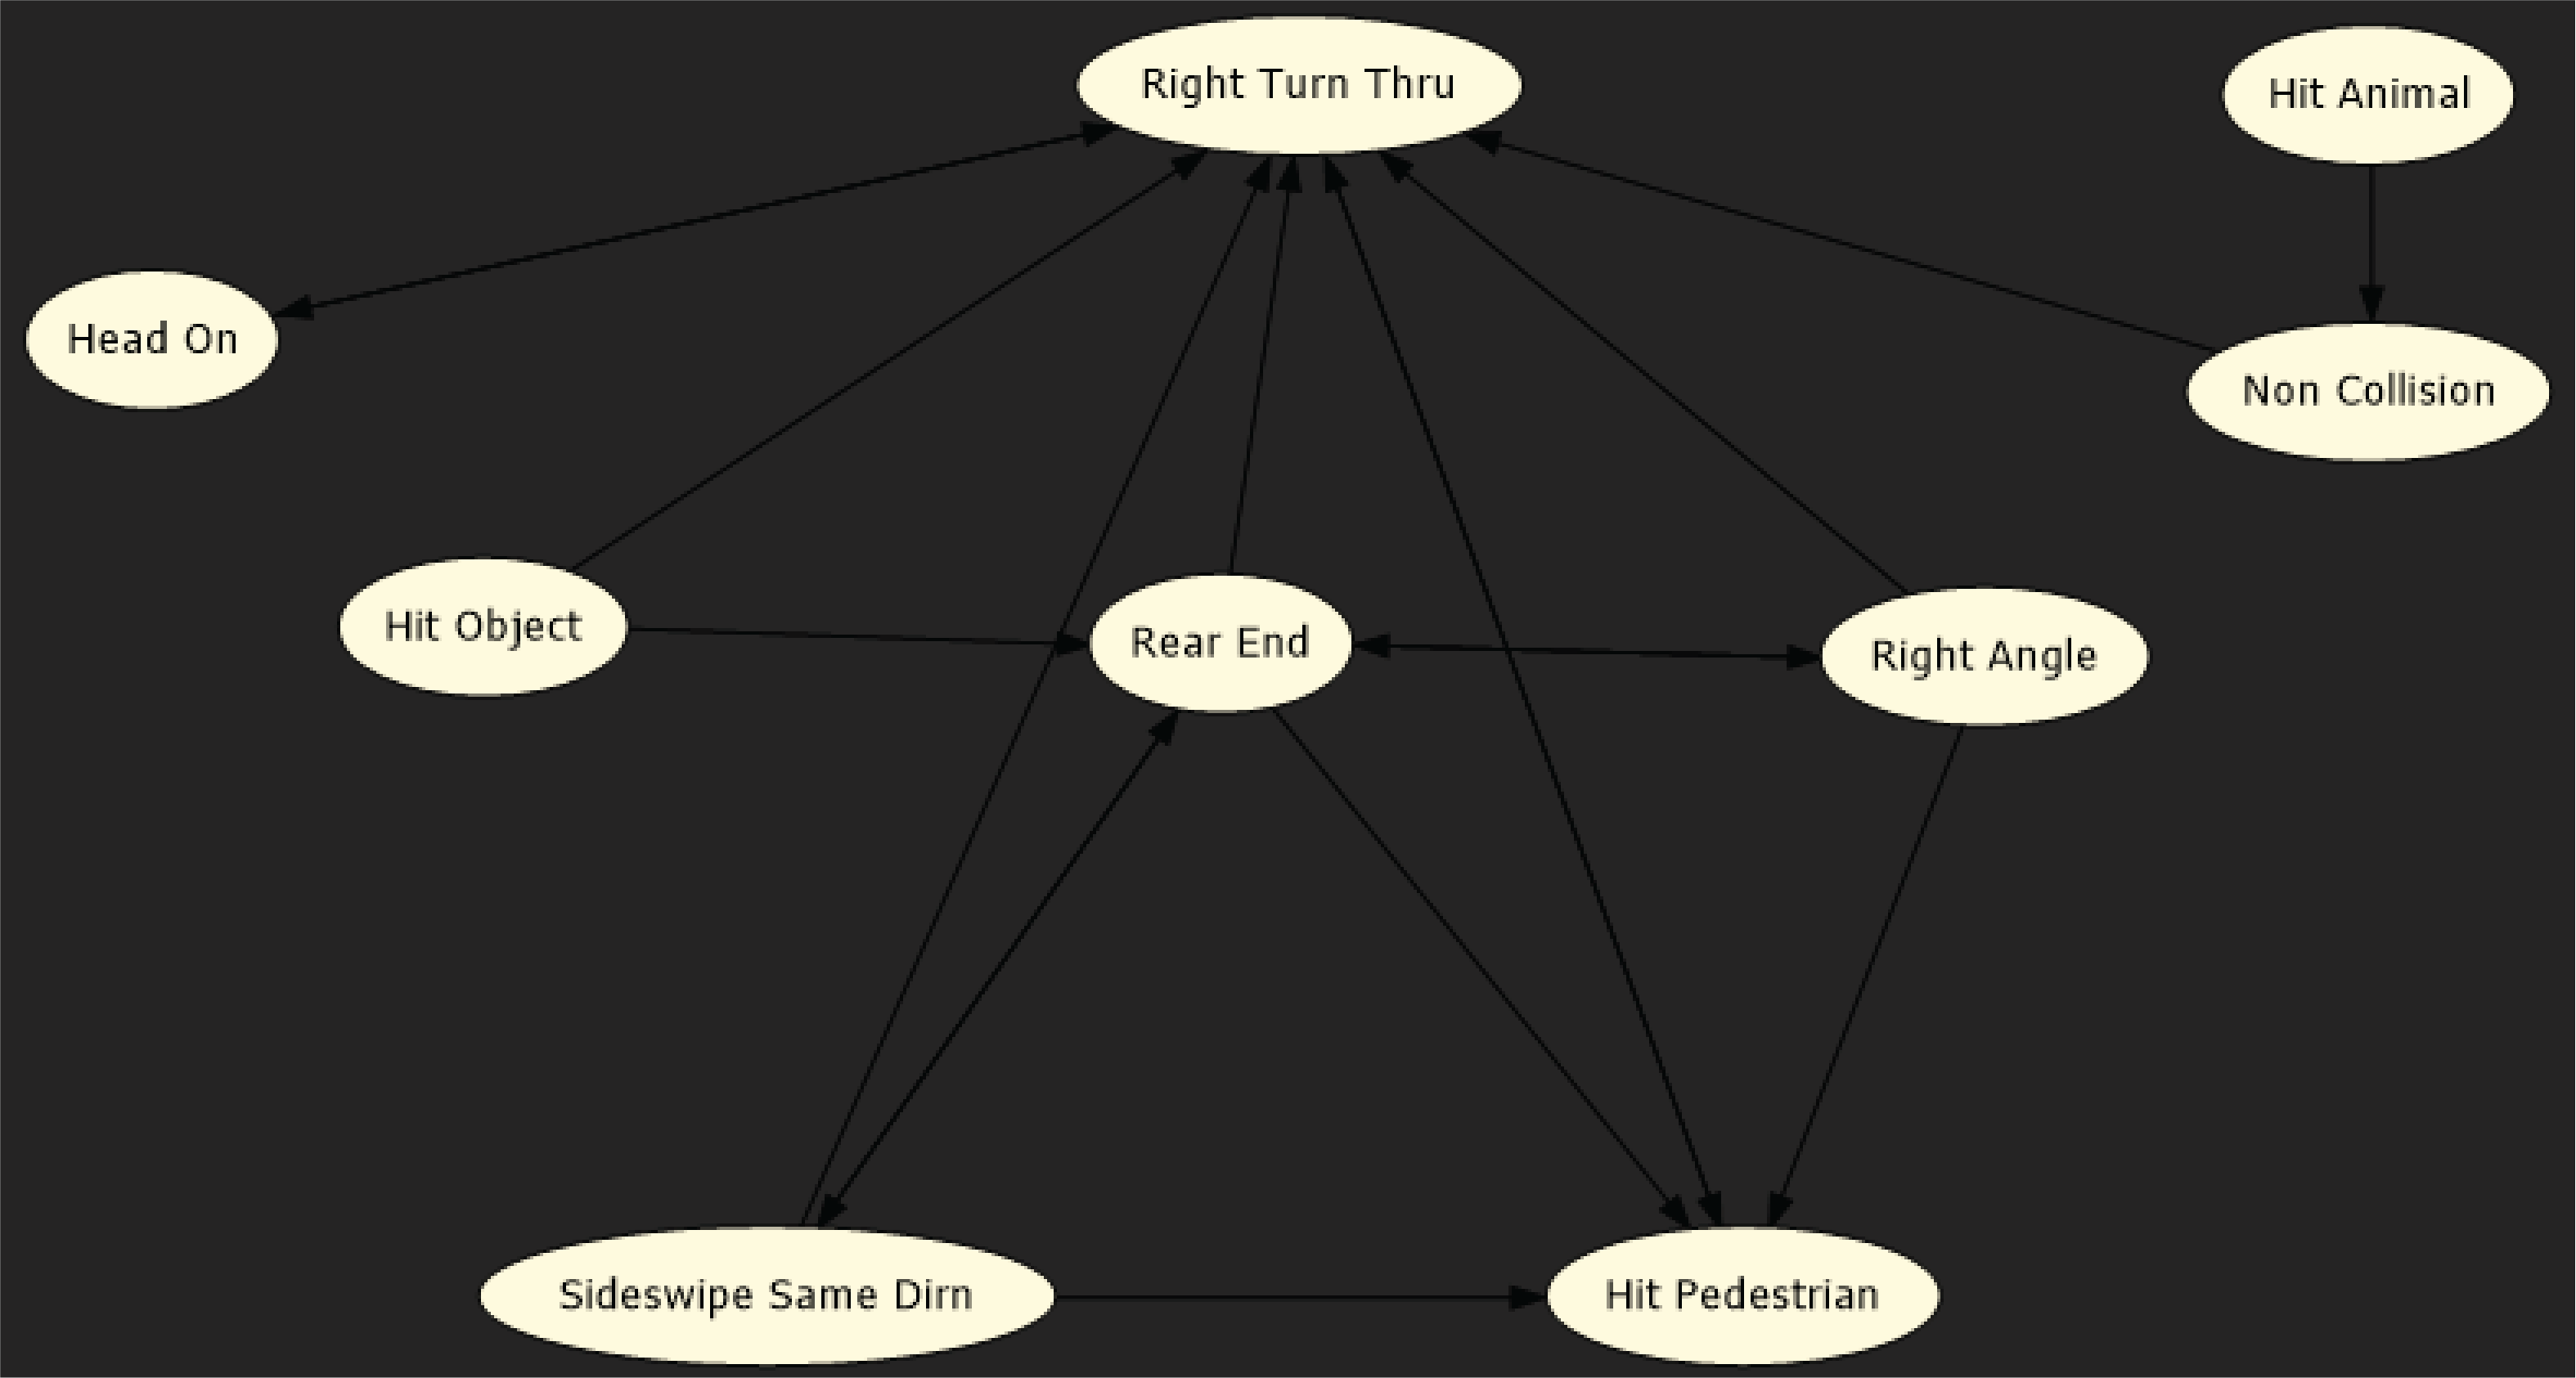 Right Turn Thru
Hit Animal
Head On
Non Collision
Hit Object
Rear End
Right Angle
Sideswipe Same Dirn
Hit Pedestrian